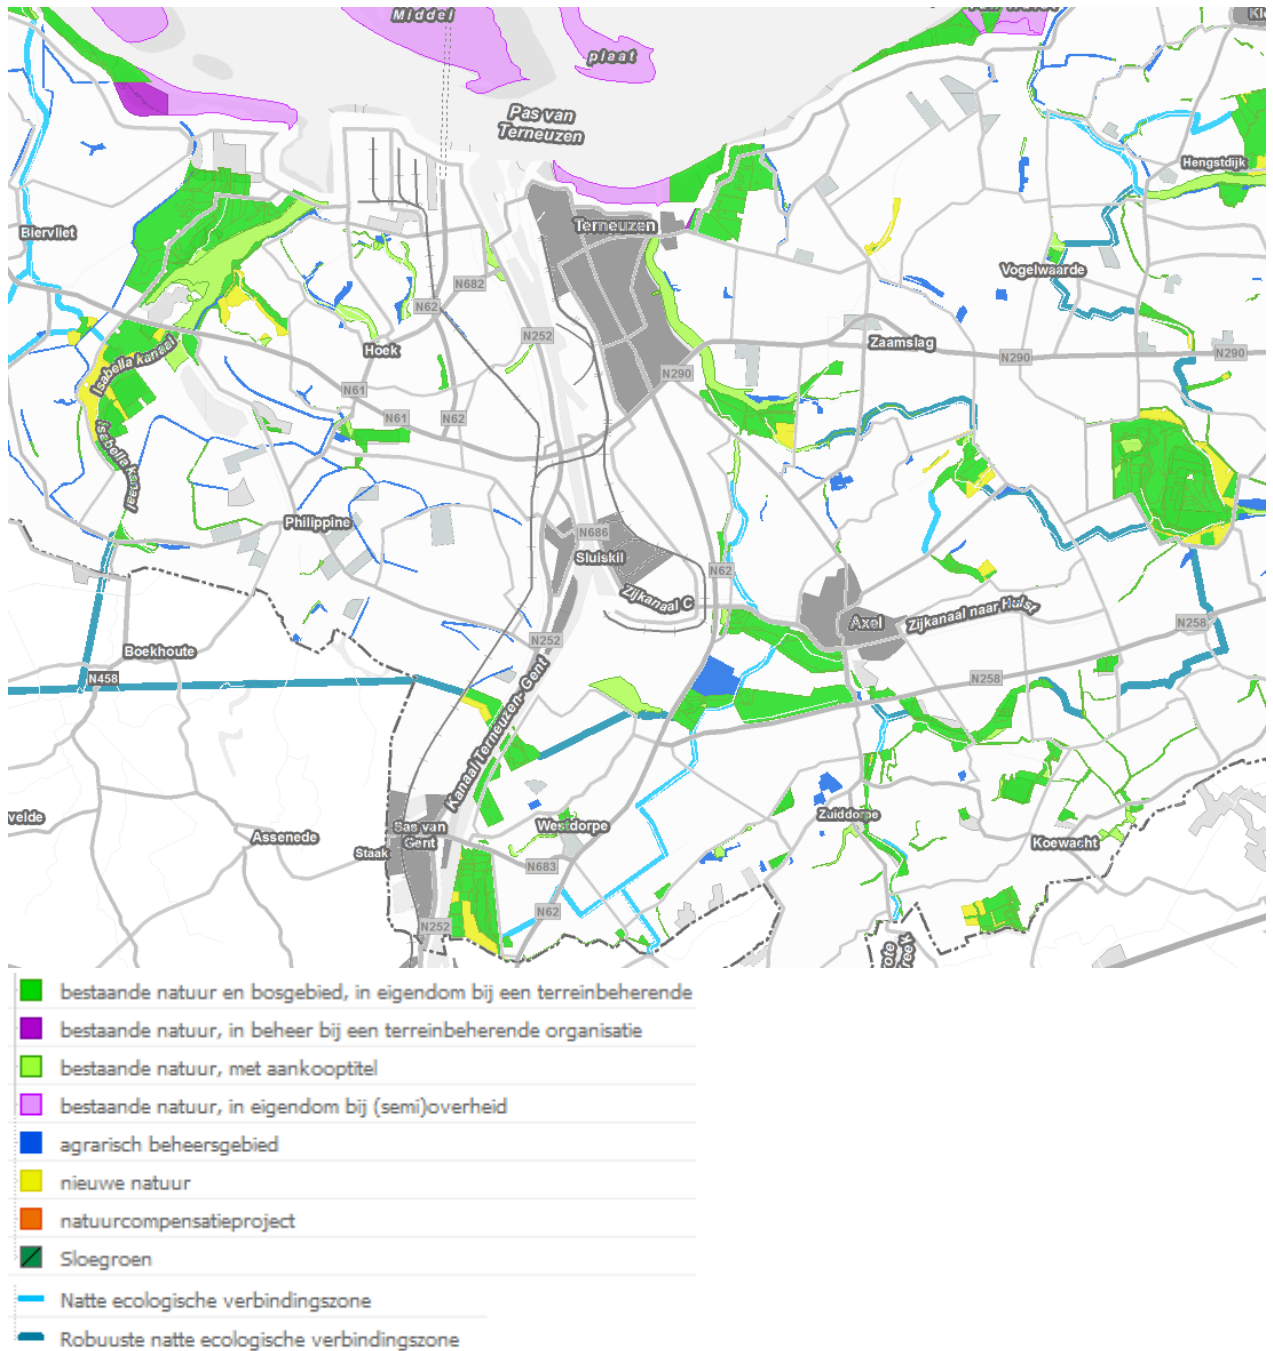 Middel
plaat
Pas van
Terneuzen
Hengstdijk
Biervliet
Terneuzen
Vogelwaarde
N682
N62
N252
Hoek
Zaamslag
N290
N290
N290
Isabella kanaal
N61
N61
N62
Isabella kanaal
Philippine
N686
Sluiskil
N62
Zijkanaal C
Axel
Zijkanaal naar Hulst
N258
N252
Boekhoute
N458
N258
Kanaal Terneuzen- Gent
velde
Assenede
Sas van
Gent
Staak
Westdorpe
Zuiddorpe
Koewacht
N683
N62
N252
bestaande natuur en bosgebied, in eigendom bij een terreinbeherende
bestaande natuur, in beheer bij een terreinbeherende organisatie
bestaande natuur, met aankooptitel
bestaande natuur, in eigendom bij (semi)overheid
agrarisch beheersgebied
nieuwe natuur
natuurcompensatieproject
Sloegroen
Natte ecologische verbindingszone
Robuuste natte ecologische verbindingszone